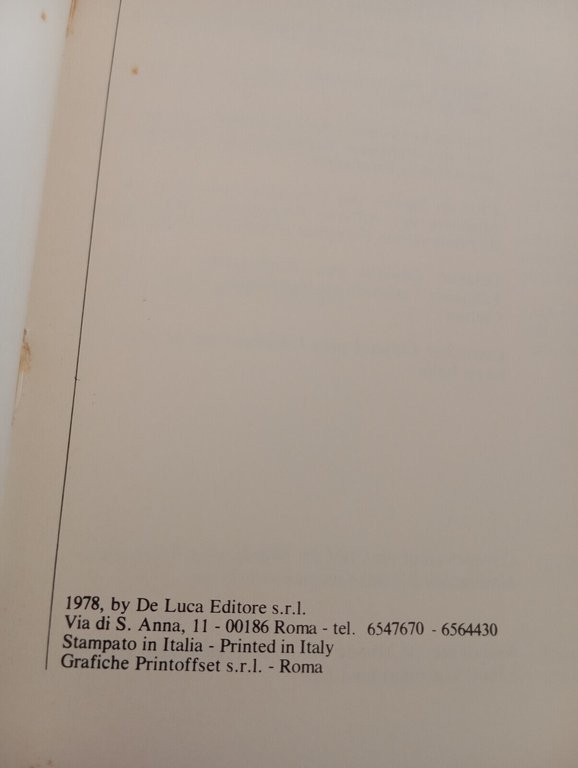 1978, by De Luca Editore s.r.l.
Via di S. Anna, 11 - 00186 Roma - tel. 6547670 - 6564430
Stampato in Italia - Printed in Italy
Grafiche Printoffset s.r.l. - Roma